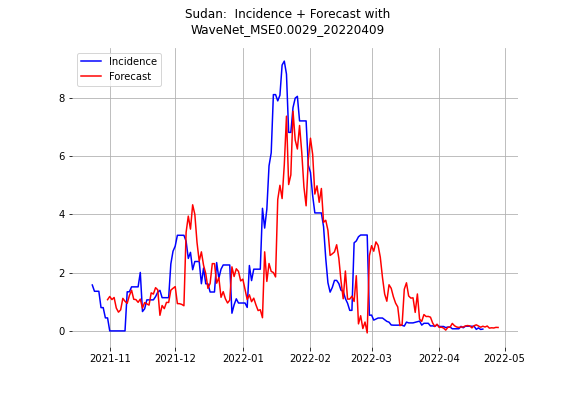 Sudan:  Incidence + Forecast with
WaveNet_MSE0.0029_20220409
Incidence
Forecast
8
6
4
2
0
2021-11 2021-12 2022-01 2022-02 2022-03 2022-04 2022-05